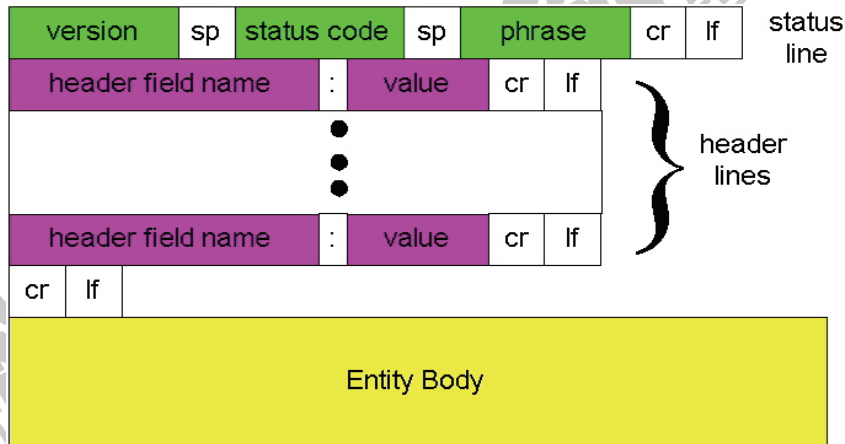 version sp status code sp phrase cr lf status
line
header field name : value cr lf
header
lines
header field name : value cr lf
cr lf
Entity Body